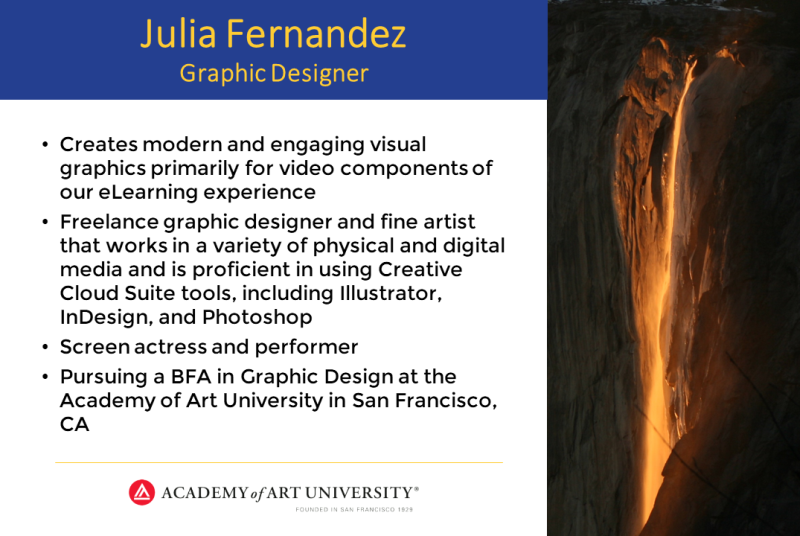 Julia Fernandez
Graphic Designer
• Creates modern and engaging visual
graphics primarily for video components of
our eLearning experience
• Freelance graphic designer and fine artist
that works in a variety of physical and digital
media and is proficient in using Creative
Cloud Suite tools, including Illustrator,
InDesign, and Photoshop
• Screen actress and performer
• Pursuing a BFA in Graphic Design at the
Academy of Art University in San Francisco,
CA
ACADEMY of ART UNIVERSITY®
FOUNDED IN SAN FRANCISCO 1929